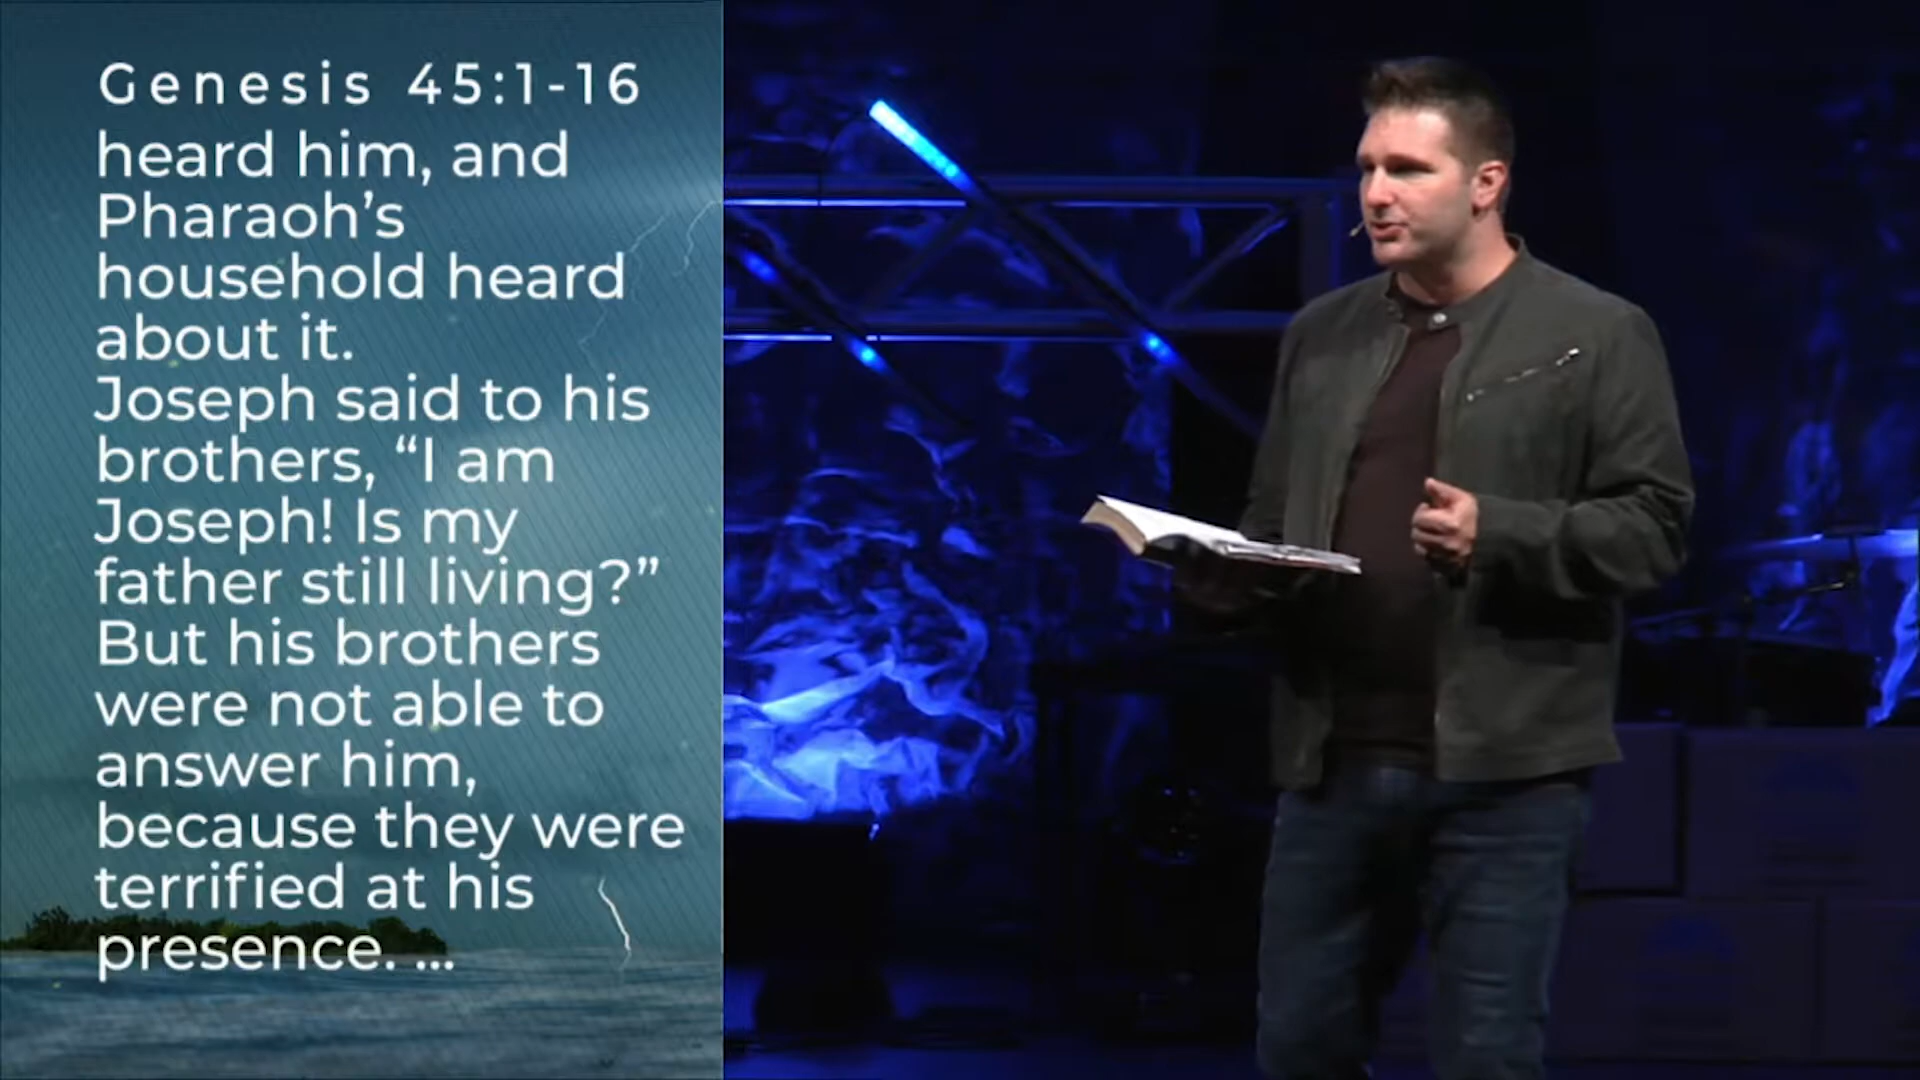 Genesis 45:1-16
heard him, and
Pharaoh’s
household heard
about it.
Joseph said to his
brothers, “I am
Joseph! Is my
father still living?”
But his brothers
were not able to
answer him,
because they were
terrified at his
presence. ...